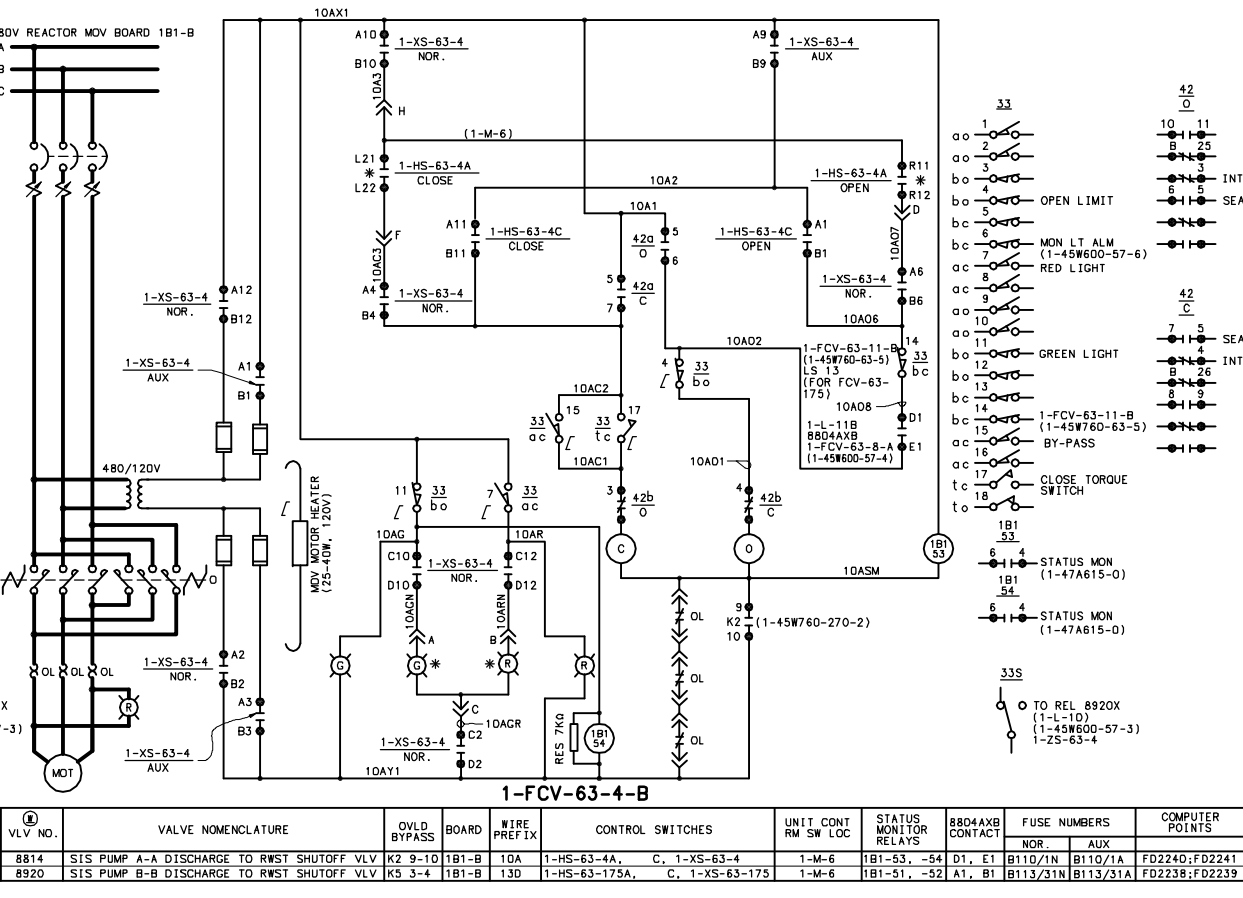 10AX1
80V REACTOR MOV BOARD 1B1-B
A
B
C
A10
1-XS-63-4
NOR.
B10
10A3
H
A9
1-XS-63-4
AUX
B9
(1-M-6)
L21
*
1-HS-63-4A
CLOSE
L22
F
10AC3
A4
1-XS-63-4
NOR.
B4
10A2
A11
1-HS-63-4C
CLOSE
B11
10A1
42a
O
5
6
5
42a
C
7
A1
1-HS-63-4C
OPEN
B1
R11
1-HS-63-4A
*
OPEN
R12
D
10AO7
A6
1-XS-63-4
NOR.
B6
10AO6
10AO2
1-FCV-63-11-B
(1-45W760-63-5)
LS 13
(FOR FCV-63-
175)
14
33
bc
10AO8
D1
1-L-11B
8804AXB
1-FCV-63-8-A
E1
(1-45W600-57-4)
A12
1-XS-63-4
NOR.
B12
1-XS-63-4
AUX
A1
B1
4
33
bo
10AC2
33
ac
15
33
tc
17
10AC1
10AO1
3
42b
O
4
42b
C
C
O
1B1
53
10ASM
480/120V
MOV MOTOR HEATER
(25-40W, 120V)
11
33
bo
7
33
ac
10AG
10AR
C10
1-XS-63-4
NOR.
D10
C12
D12
10AGN
10ARN
A
B
G
G
*
*
R
R
C
10AGR
C2
1-XS-63-4
NOR.
D2
RES 7KΩ
1B1
54
OL
OL
OL
9
K2
(1-45W760-270-2)
10
O
A2
1-XS-63-4
NOR.
B2
A3
B3
1-XS-63-4
AUX
OL
OL
OL
R
X
-3)
MOT
10AY1
33
1
ao
2
ao
3
bo
4
bo
OPEN LIMIT
5
bc
6
bc
MON LT ALM
(1-45W600-57-6)
7
ac
RED LIGHT
8
ac
9
ao
10
ao
11
bo
GREEN LIGHT
12
bo
13
bc
14
bc
1-FCV-63-11-B
(1-45W760-63-5)
15
ac
BY-PASS
16
ac
17
tc
CLOSE TORQUE
SWITCH
18
to
1B1
53
6 4
STATUS MON
(1-47A615-0)
1B1
54
6 4
STATUS MON
(1-47A615-0)
33S
TO REL 8920X
(1-L-10)
(1-45W600-57-3)
1-ZS-63-4
42
O
10 11
B 25
3
INT
6 5
SEA
42
C
7 5
SEA
4
INT
B 26
8 9
1-FCV-63-4-B
W
VLV NO. VALVE NOMENCLATURE OVLD BYPASS BOARD WIRE PREFIX CONTROL SWITCHES UNIT CONT RM SW LOC STATUS MONITOR RELAYS 8804AXB CONTACT FUSE NUMBERS COMPUTER POINTS
NOR. AUX
8814 SIS PUMP A-A DISCHARGE TO RWST SHUTOFF VLV K2 9-10 1B1-B 10A 1-HS-63-4A, C, 1-XS-63-4 1-M-6 1B1-53, -54 D1, E1 B110/1N B110/1A FD2240;FD2241
8920 SIS PUMP B-B DISCHARGE TO RWST SHUTOFF VLV K5 3-4 1B1-B 13D 1-HS-63-175A, C, 1-XS-63-175 1-M-6 1B1-51, -52 A1, B1 B113/31N B113/31A FD2238;FD2239